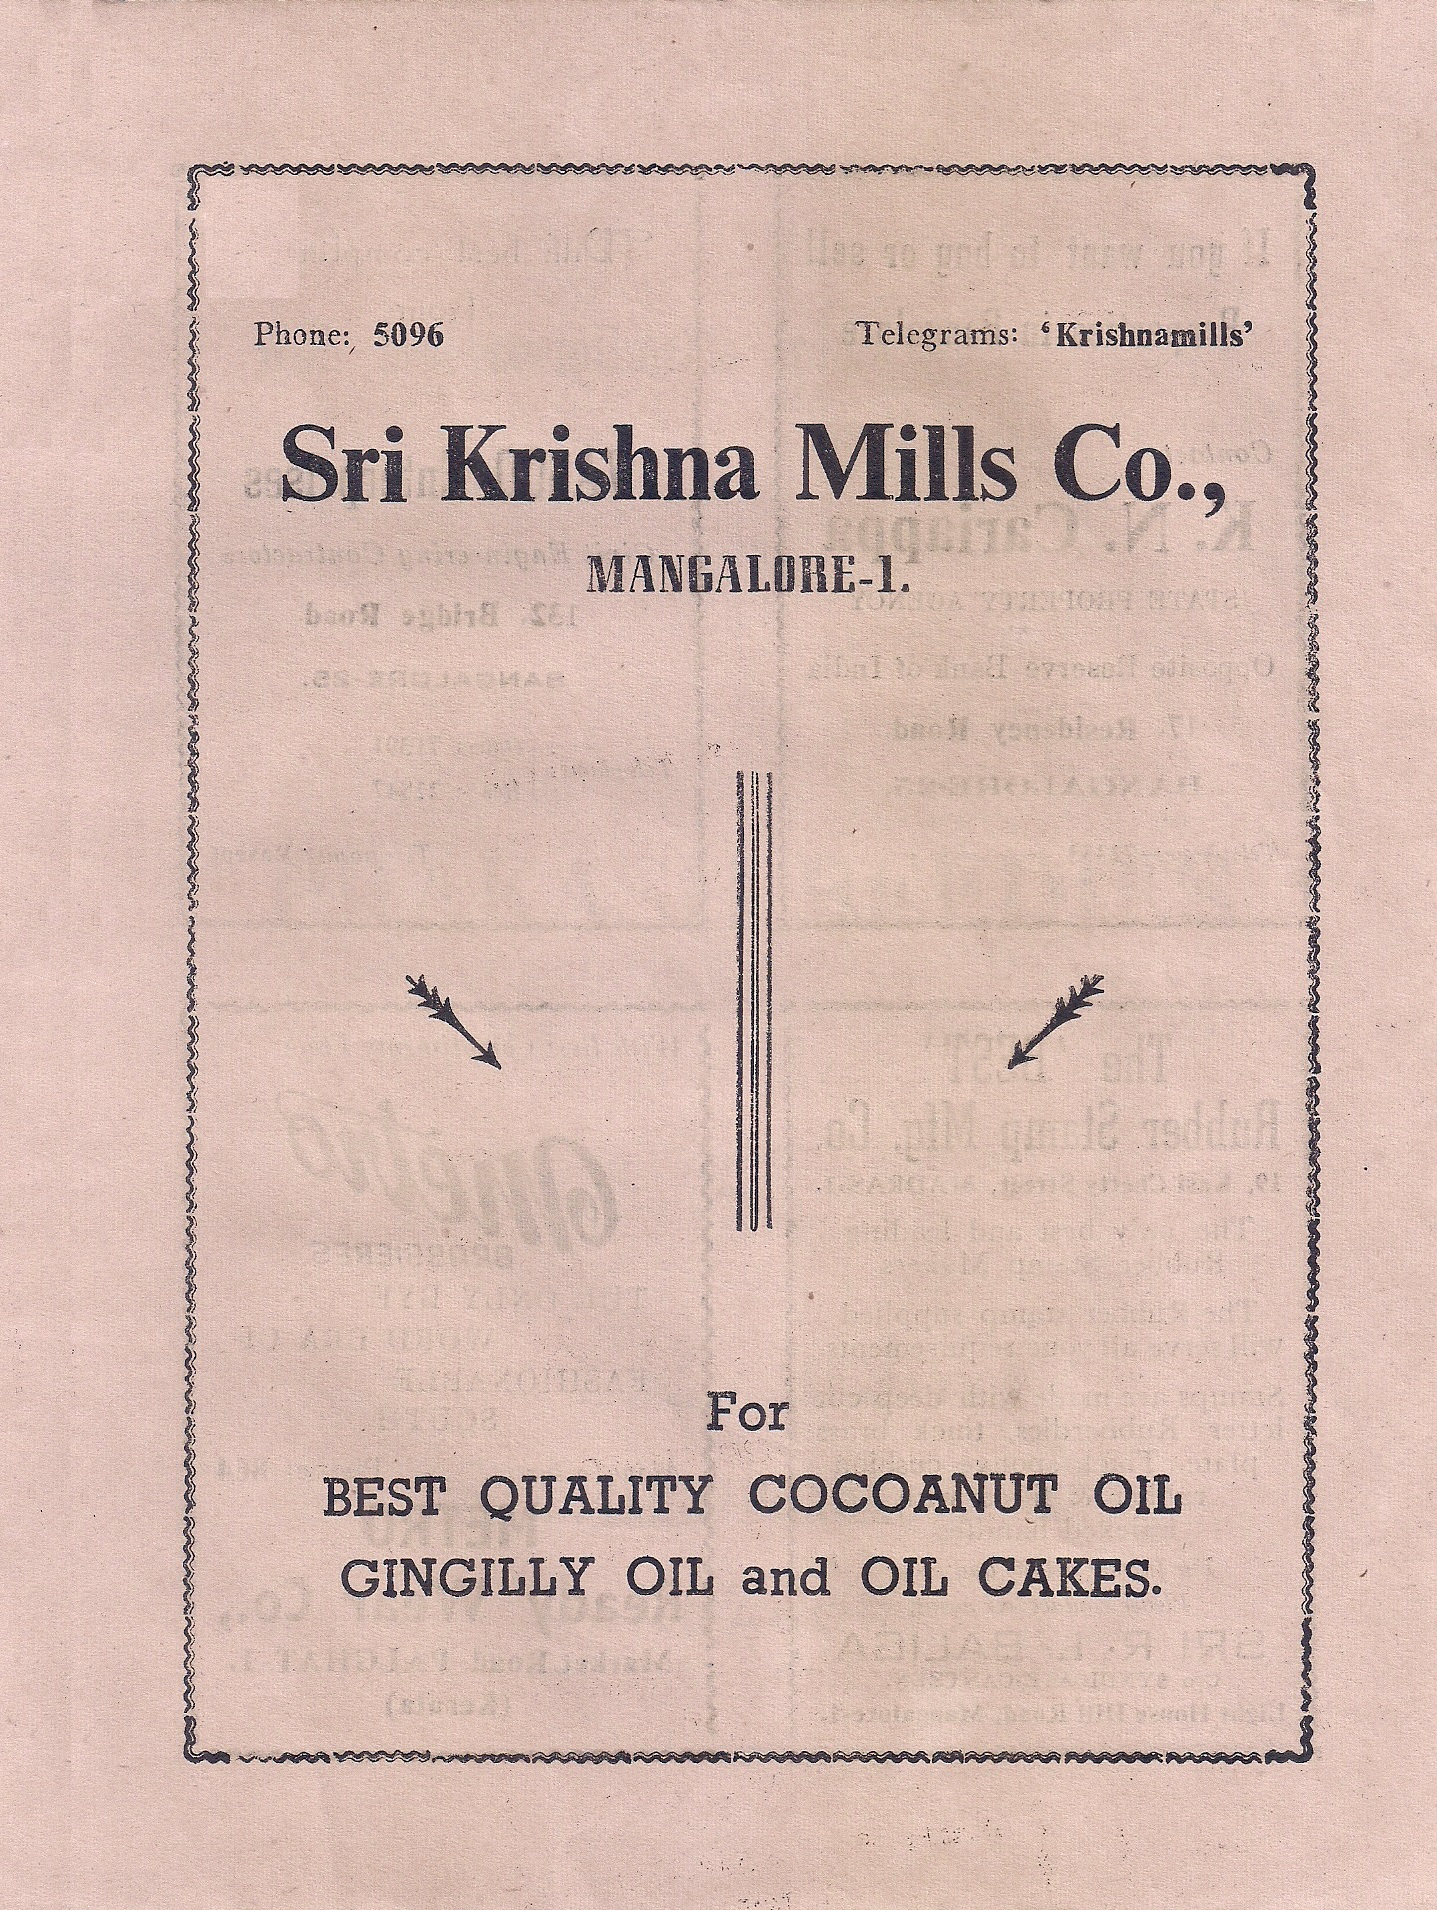 Phone: 5096 Telegrams: ‘Krishnamills’
Sri Krishna Mills Co.,
MANGALORE-1.
For
BEST QUALITY COCOANUT OIL
GINGILLY OIL and OIL CAKES.